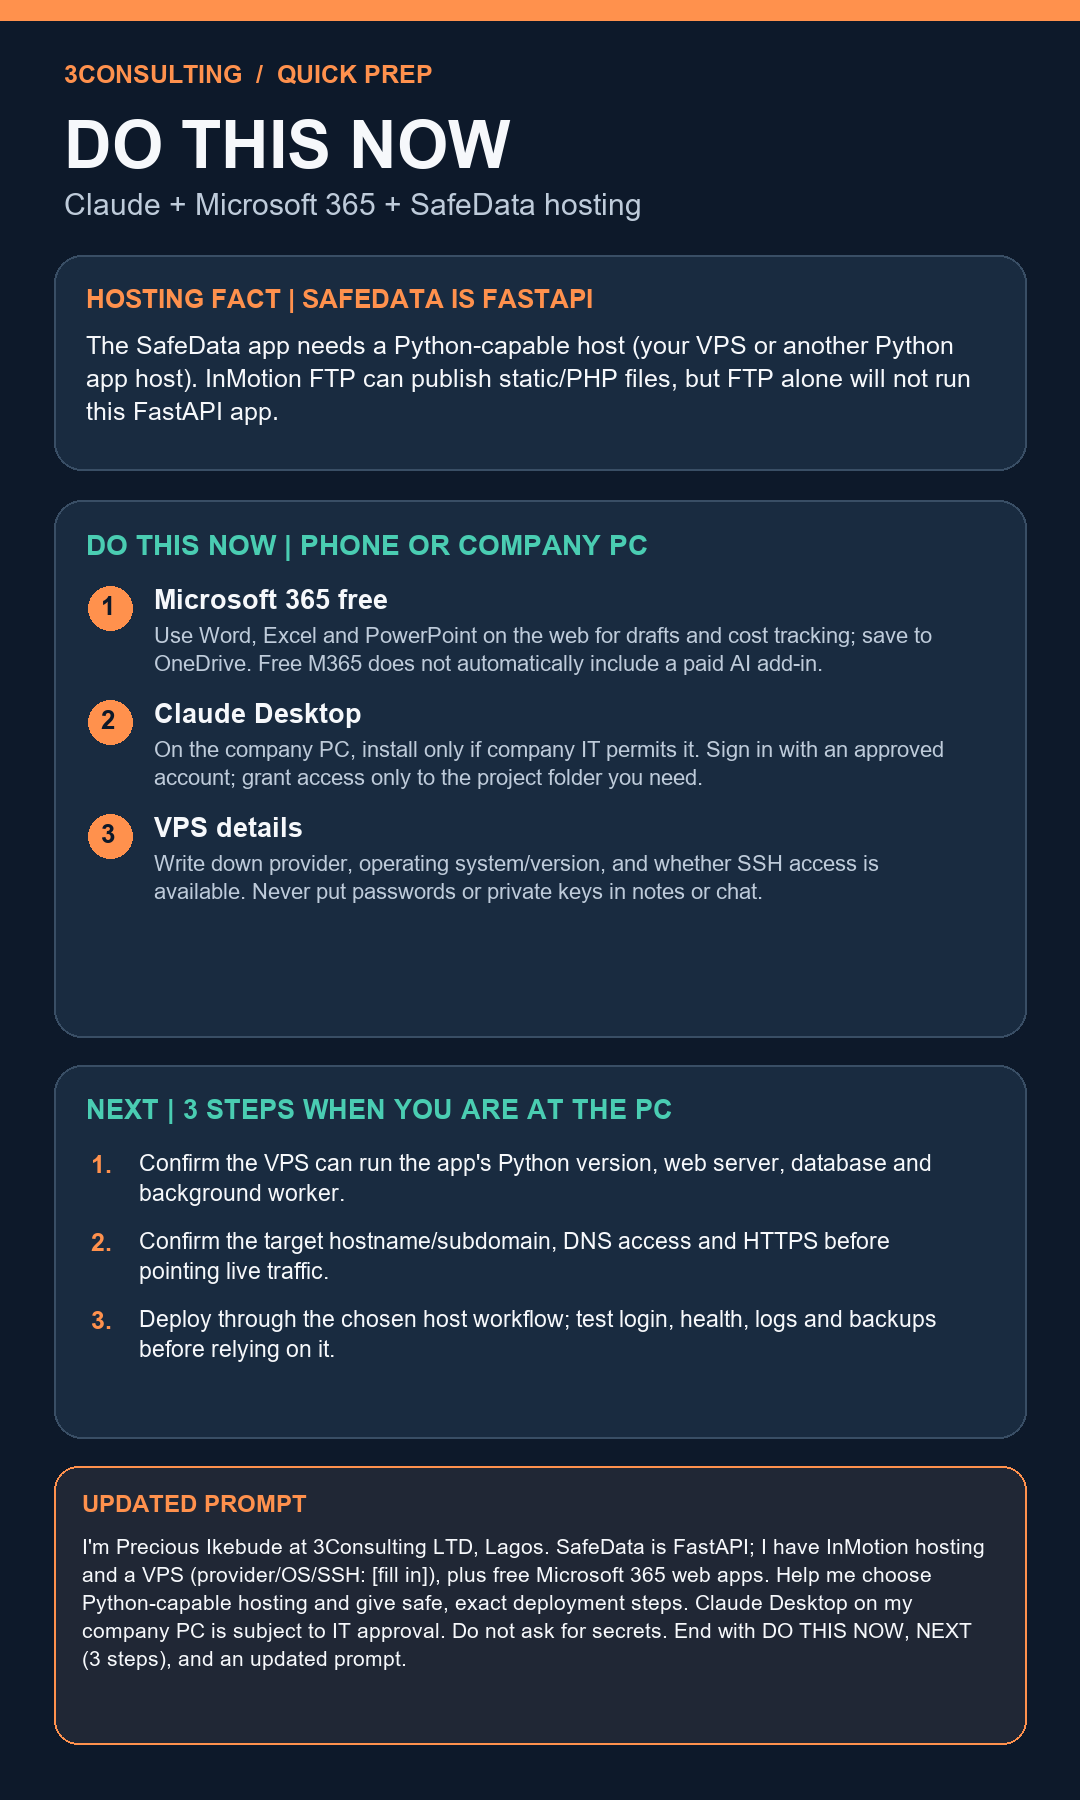 3CONSULTING / QUICK PREP
DO THIS NOW
Claude + Microsoft 365 + SafeData hosting
HOSTING FACT | SAFEDATA IS FASTAPI
The SafeData app needs a Python-capable host (your VPS or another Python
app host). InMotion FTP can publish static/PHP files, but FTP alone will not run
this FastAPI app.
DO THIS NOW | PHONE OR COMPANY PC
1
Microsoft 365 free
Use Word, Excel and PowerPoint on the web for drafts and cost tracking; save to
OneDrive. Free M365 does not automatically include a paid AI add-in.
2
Claude Desktop
On the company PC, install only if company IT permits it. Sign in with an approved
account; grant access only to the project folder you need.
3
VPS details
Write down provider, operating system/version, and whether SSH access is
available. Never put passwords or private keys in notes or chat.
NEXT | 3 STEPS WHEN YOU ARE AT THE PC
1. Confirm the VPS can run the app's Python version, web server, database and
background worker.
2. Confirm the target hostname/subdomain, DNS access and HTTPS before
pointing live traffic.
3. Deploy through the chosen host workflow; test login, health, logs and backups
before relying on it.
UPDATED PROMPT
I'm Precious Ikebude at 3Consulting LTD, Lagos. SafeData is FastAPI; I have InMotion hosting
and a VPS (provider/OS/SSH: [fill in]), plus free Microsoft 365 web apps. Help me choose
Python-capable hosting and give safe, exact deployment steps. Claude Desktop on my
company PC is subject to IT approval. Do not ask for secrets. End with DO THIS NOW, NEXT
(3 steps), and an updated prompt.